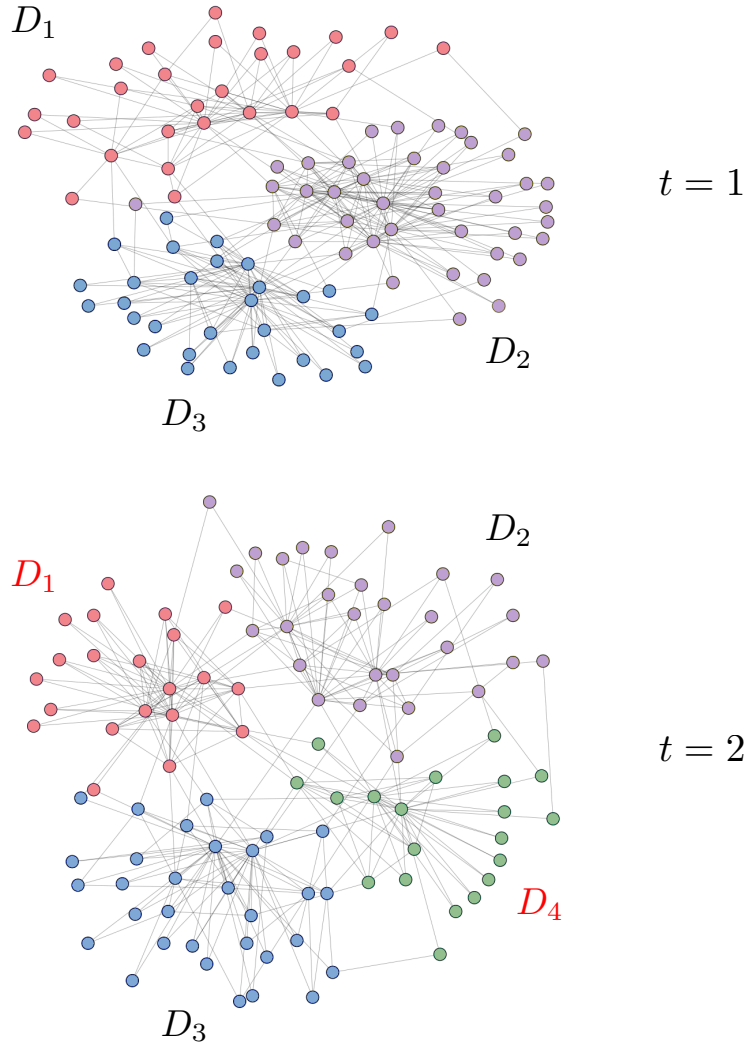 D₁
t = 1
D₂
D₃
D₂
D₁
t = 2
D₄
D₃